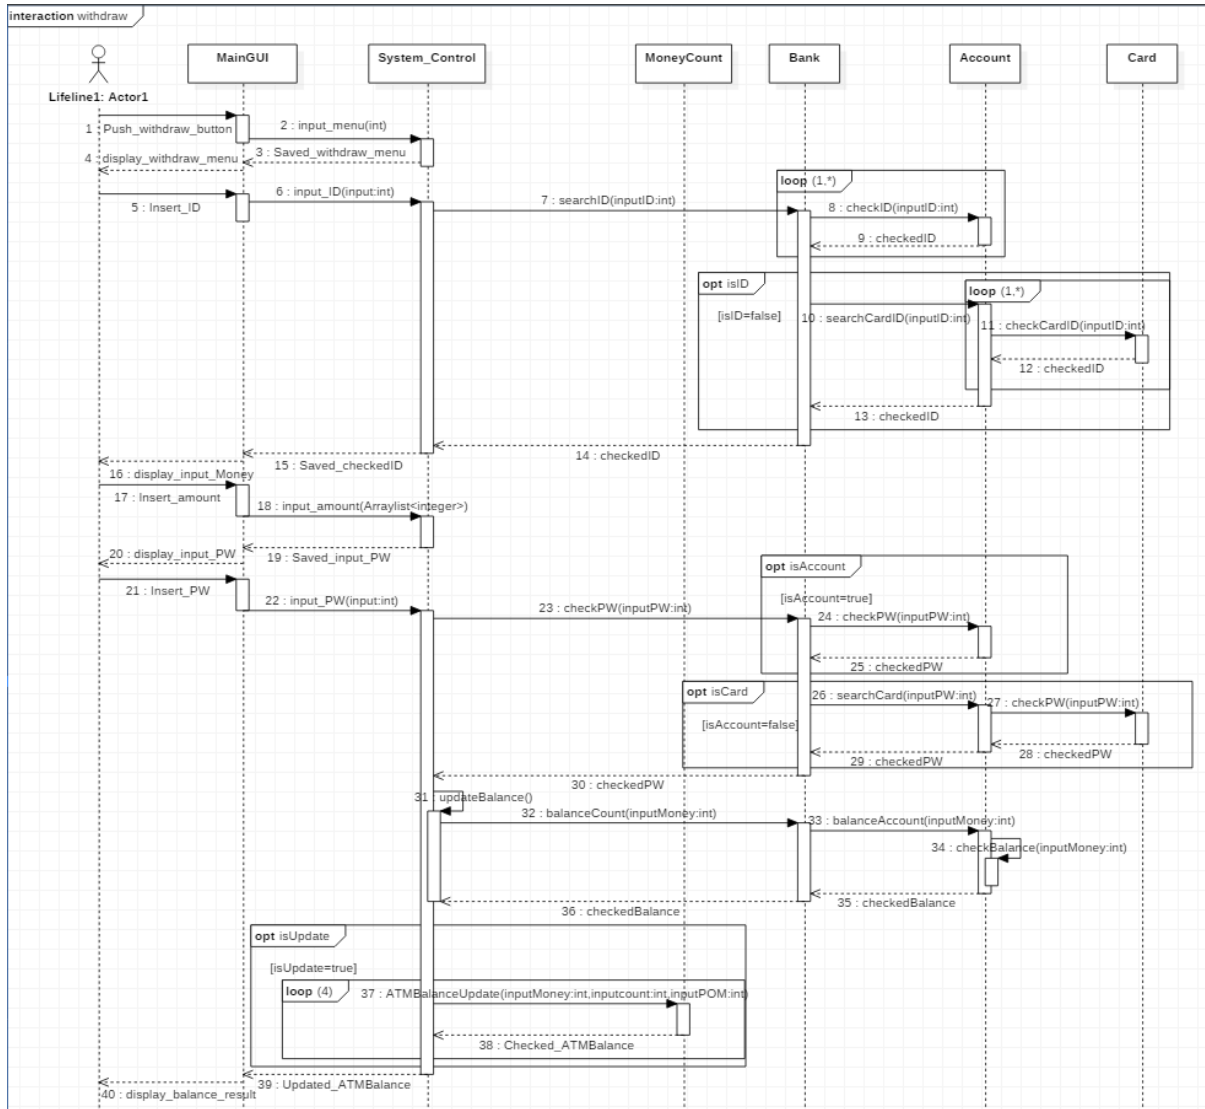 interaction withdraw
MainGUI
System_Control
MoneyCount
Bank
Account
Card
Lifeline1: Actor1
1 : Push_withdraw_button
2 : input_menu(int)
3 : Saved_withdraw_menu
4 : display_withdraw_menu
5 : Insert_ID
6 : input_ID(input:int)
7 : searchID(inputID:int)
loop (1,*)
8 : checkID(inputID:int)
9 : checkedID
opt isID
[isID=false]
loop (1,*)
10 : searchCardID(inputID:int)
11 : checkCardID(inputID:int)
12 : checkedID
13 : checkedID
14 : checkedID
15 : Saved_checkedID
16 : display_input_Money
17 : Insert_amount
18 : input_amount(Arraylist<integer>)
19 : Saved_input_PW
20 : display_input_PW
21 : Insert_PW
22 : input_PW(input:int)
23 : checkPW(inputPW:int)
opt isAccount
[isAccount=true]
24 : checkPW(inputPW:int)
25 : checkedPW
opt isCard
[isAccount=false]
26 : searchCard(inputPW:int)
27 : checkPW(inputPW:int)
28 : checkedPW
29 : checkedPW
30 : checkedPW
31 : updateBalance()
32 : balanceCount(inputMoney:int)
33 : balanceAccount(inputMoney:int)
34 : checkBalance(inputMoney:int)
35 : checkedBalance
36 : checkedBalance
opt isUpdate
[isUpdate=true]
loop (4)
37 : ATMBalanceUpdate(inputMoney:int,inputcount:int,inputPOM:int)
38 : Checked_ATMBalance
39 : Updated_ATMBalance
40 : display_balance_result